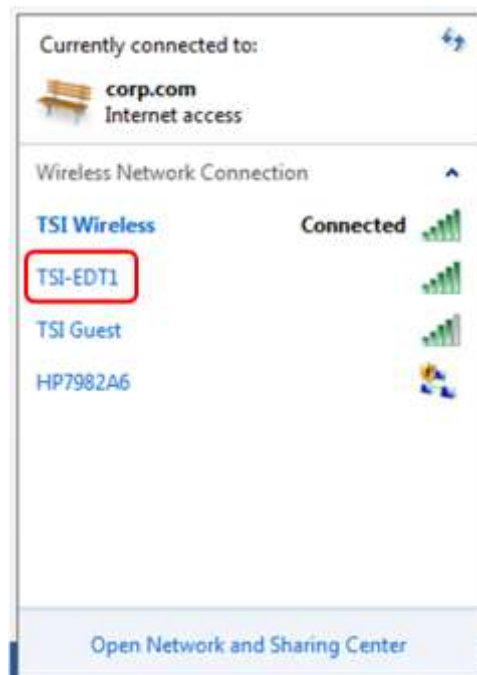 Currently connected to:
corp.com
Internet access
Wireless Network Connection
TSI Wireless Connected
TSI-EDT1
TSI Guest
HP7982A6
Open Network and Sharing Center